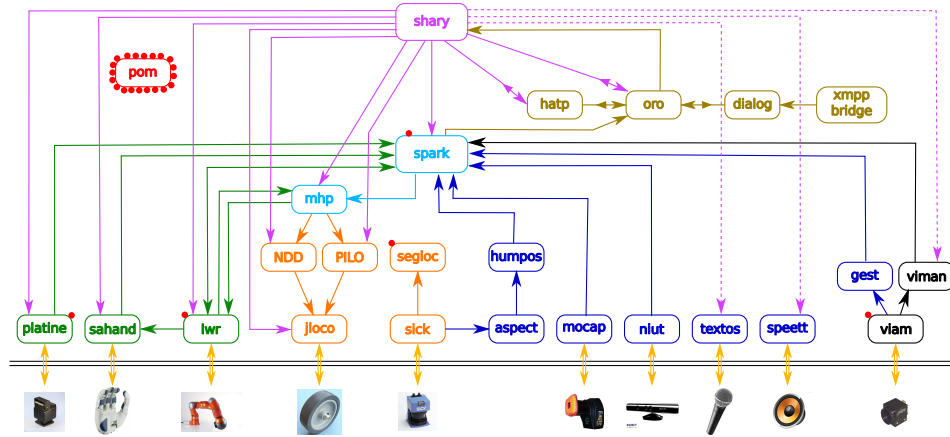 shary
pom
hatp
oro
dialog
xmpp
bridge
spark
mhp
NDD
PILO
segloc
humpos
gest
viman
platine
sahand
lwr
jloco
sick
aspect
mocap
niut
textos
speett
viam